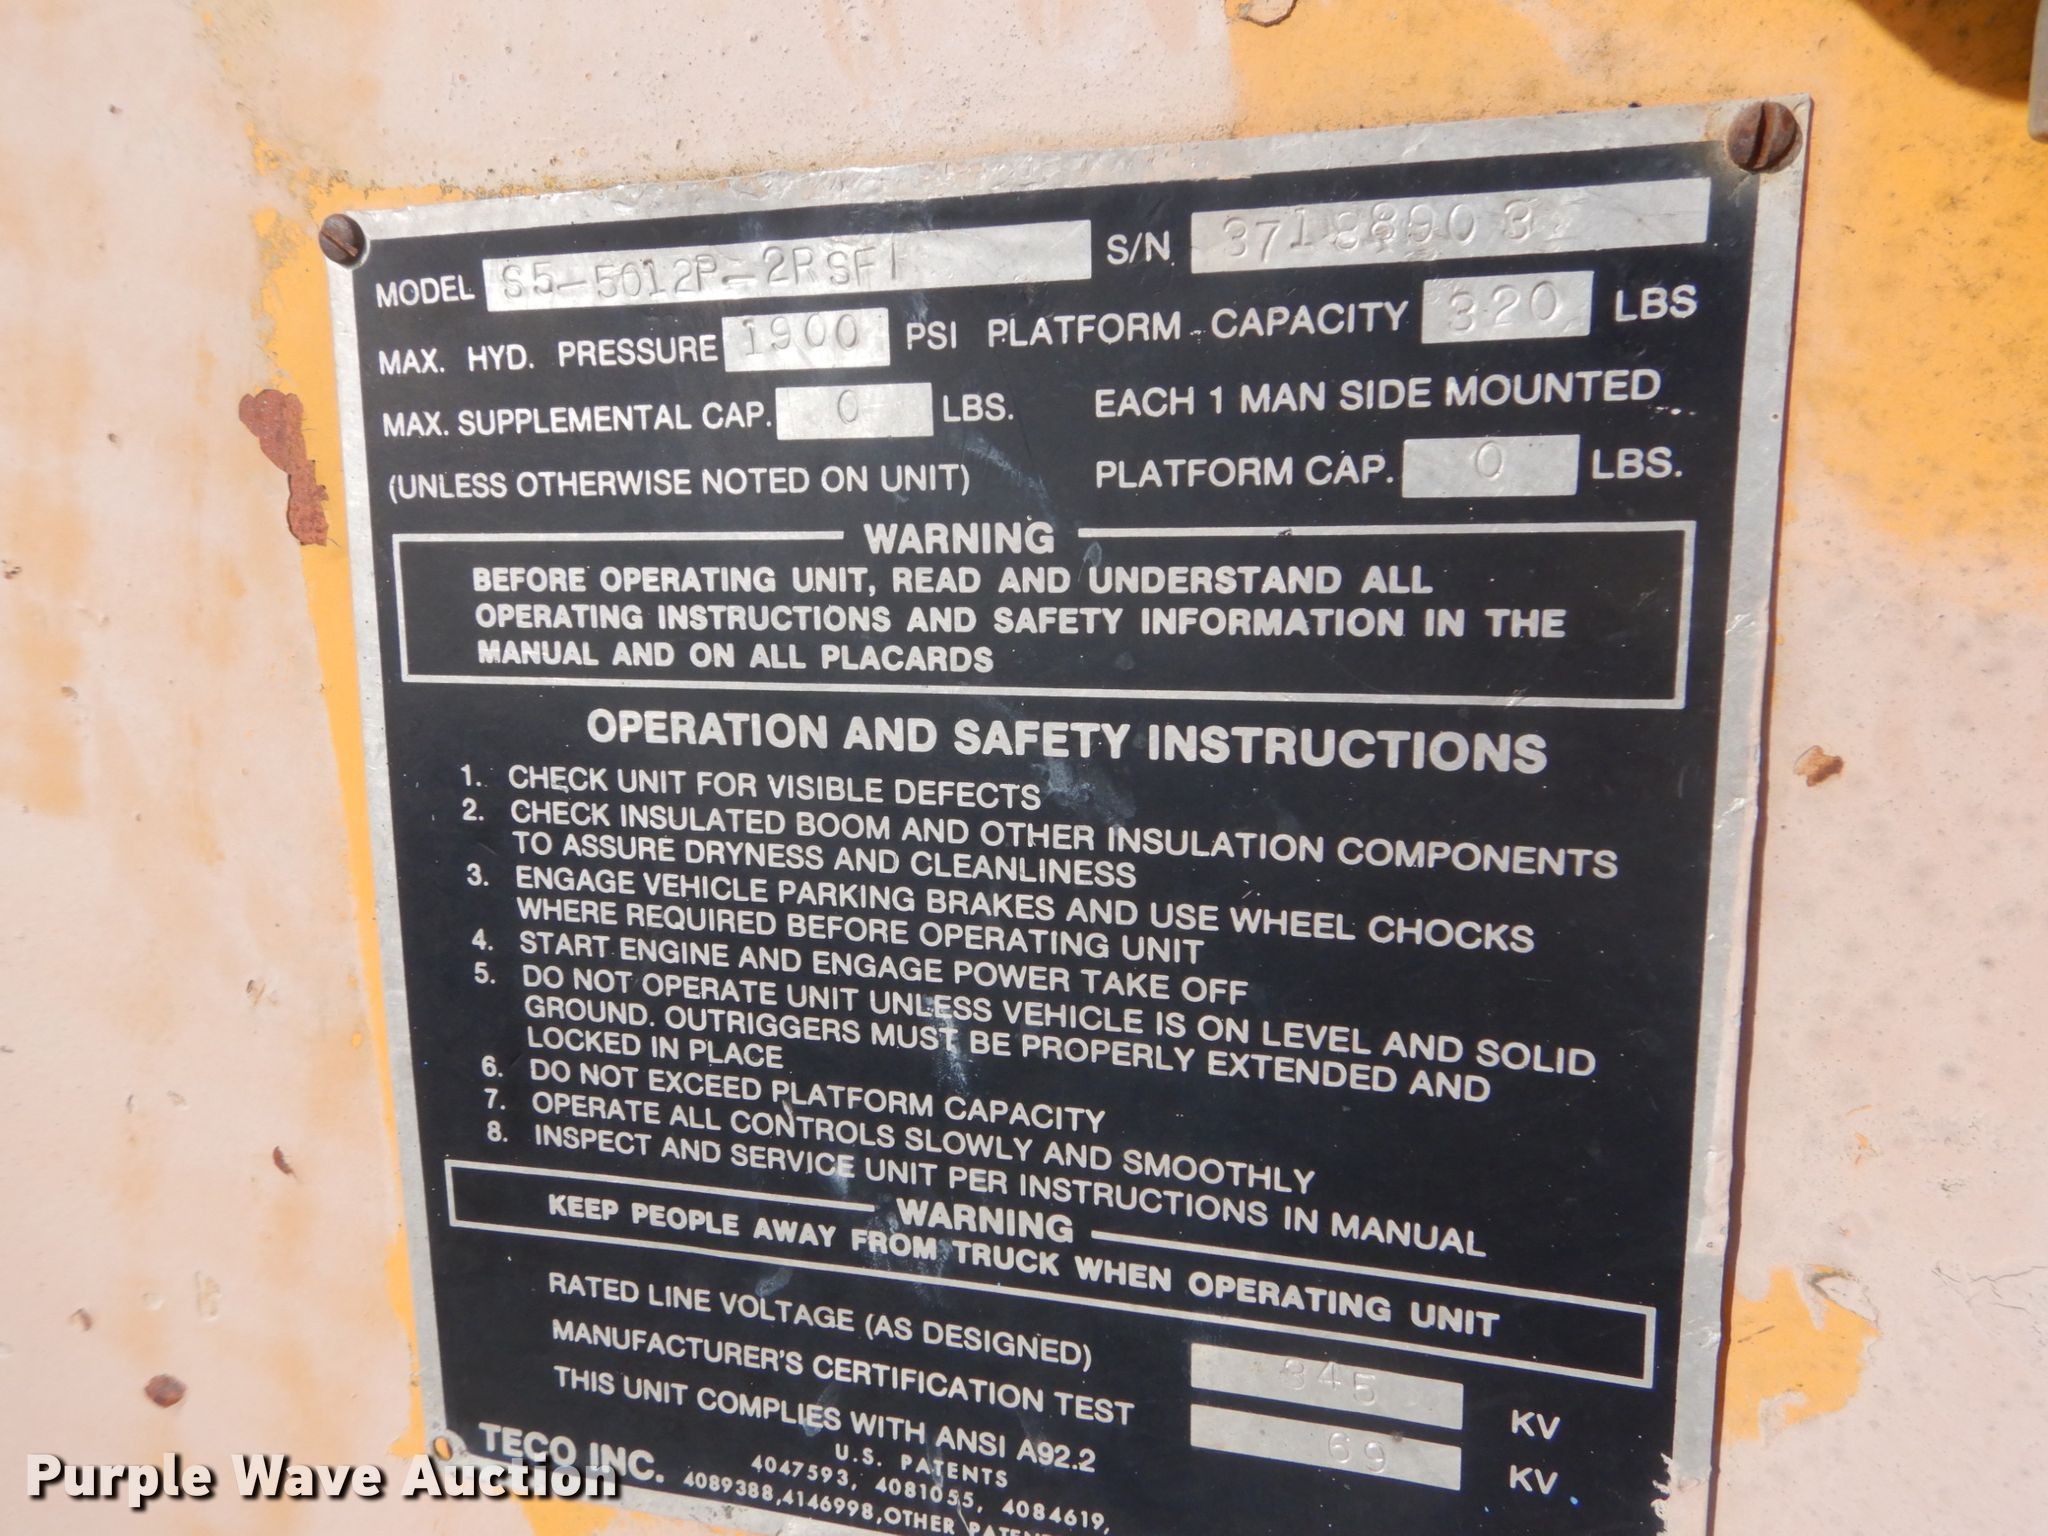 MODEL S5-5012P-2RSFI S/N 37188903
MAX. HYD. PRESSURE 1900 PSI PLATFORM CAPACITY 320 LBS
MAX. SUPPLEMENTAL CAP. 0 LBS. EACH 1 MAN SIDE MOUNTED
(UNLESS OTHERWISE NOTED ON UNIT) PLATFORM CAP. 0 LBS.
WARNING
BEFORE OPERATING UNIT, READ AND UNDERSTAND ALL
OPERATING INSTRUCTIONS AND SAFETY INFORMATION IN THE
MANUAL AND ON ALL PLACARDS
OPERATION AND SAFETY INSTRUCTIONS
1. CHECK UNIT FOR VISIBLE DEFECTS
2. CHECK INSULATED BOOM AND OTHER INSULATION COMPONENTS
TO ASSURE DRYNESS AND CLEANLINESS
3. ENGAGE VEHICLE PARKING BRAKES AND USE WHEEL CHOCKS
WHERE REQUIRED BEFORE OPERATING UNIT
4. START ENGINE AND ENGAGE POWER TAKE OFF
5. DO NOT OPERATE UNIT UNLESS VEHICLE IS ON LEVEL AND SOLID
GROUND. OUTRIGGERS MUST BE PROPERLY EXTENDED AND
LOCKED IN PLACE
6. DO NOT EXCEED PLATFORM CAPACITY
7. OPERATE ALL CONTROLS SLOWLY AND SMOOTHLY
8. INSPECT AND SERVICE UNIT PER INSTRUCTIONS IN MANUAL
WARNING
KEEP PEOPLE AWAY FROM TRUCK WHEN OPERATING UNIT
RATED LINE VOLTAGE (AS DESIGNED) 345 KV
MANUFACTURER'S CERTIFICATION TEST 69 KV
THIS UNIT COMPLIES WITH ANSI A92.2
TECO INC. U.S. PATENTS
4047593, 4081055, 4084619,
4089388,4146998,OTHER
Purple Wave Auction